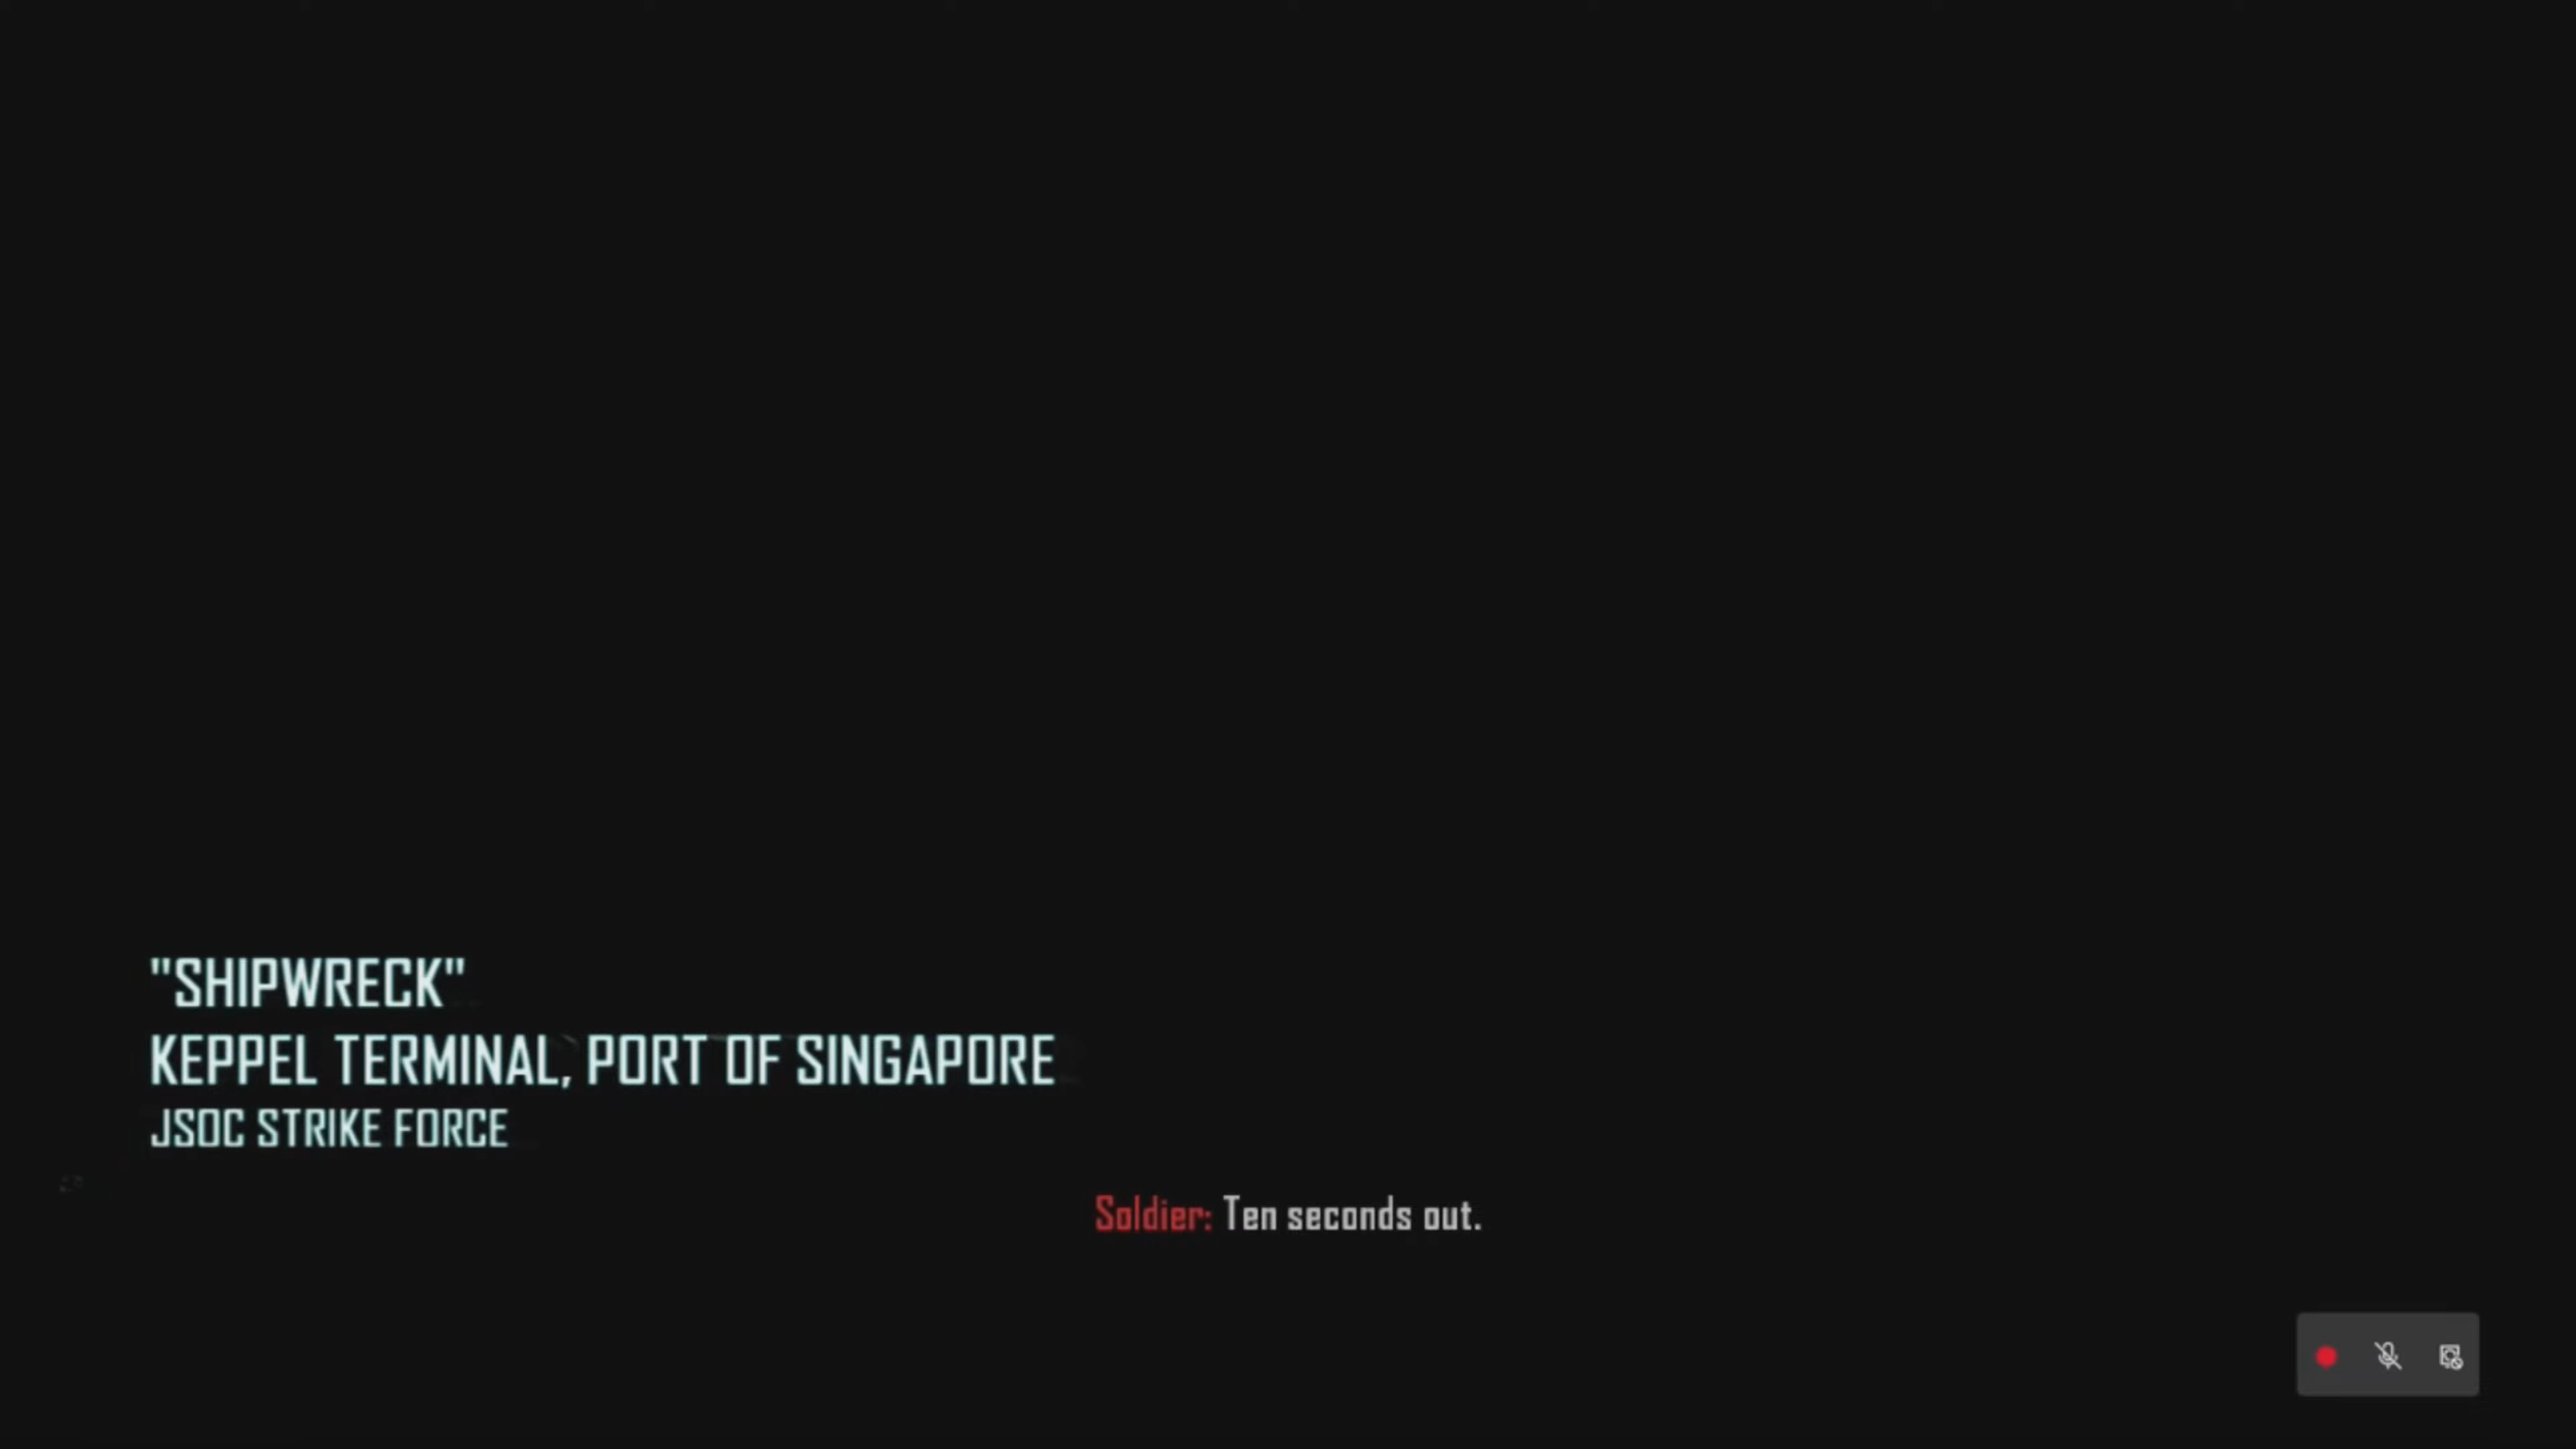 "SHIPWRECK"
KEPPEL TERMINAL, PORT OF SINGAPORE
JSOC STRIKE FORCE
Soldier: Ten seconds out.